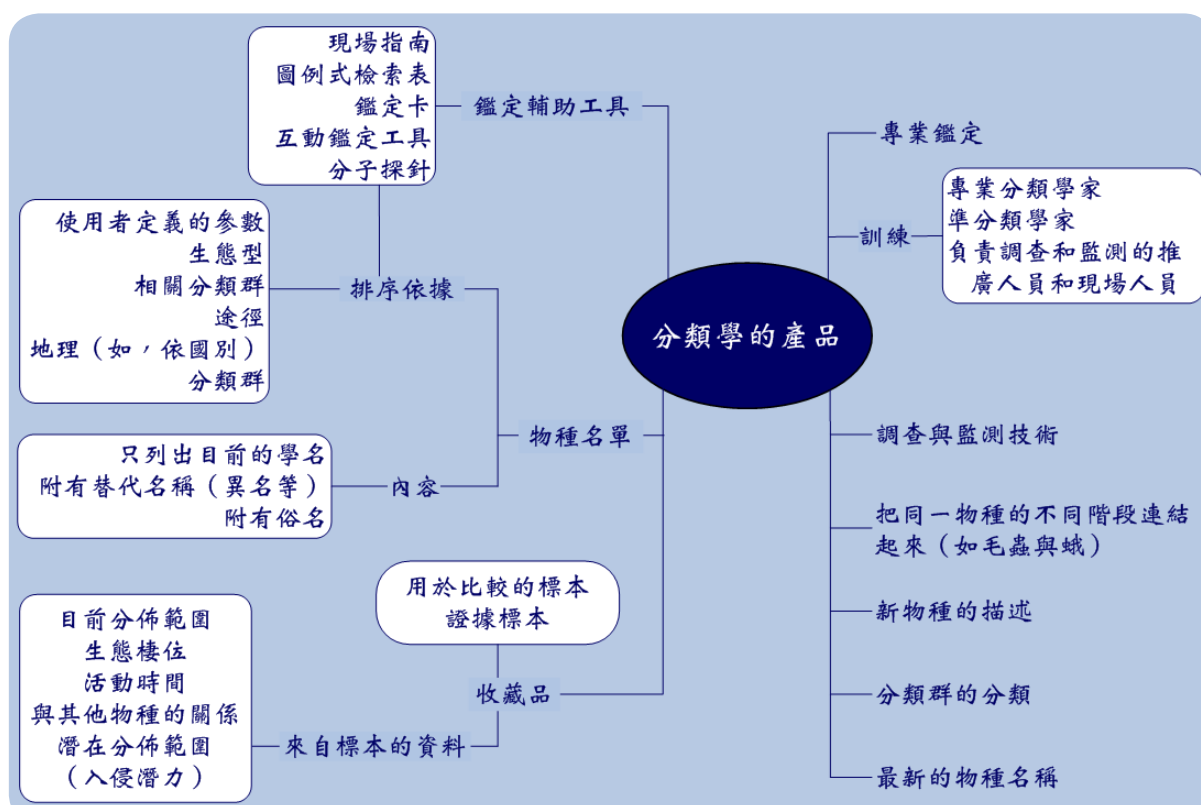 現場指南
圖例式檢索表
鑑定卡
互動鑑定工具
分子探針
鑑定輔助工具
使用者定義的參數
生態型
相關分類群
途徑
地理（如，依國別）
分類群
排序依據
物種名單
只列出目前的學名
附有替代名稱（異名等）
附有俗名
內容
用於比較的標本
證據標本
收藏品
目前分佈範圍
生態棲位
活動時間
與其他物種的關係
潛在分佈範圍
（入侵潛力）
來自標本的資料
分類學的產品
專業鑑定
訓練
專業分類學家
準分類學家
負責調查和監測的推
廣人員和現場人員
調查與監測技術
把同一物種的不同階段連結
起來（如毛蟲與蛾）
新物種的描述
分類群的分類
最新的物種名稱